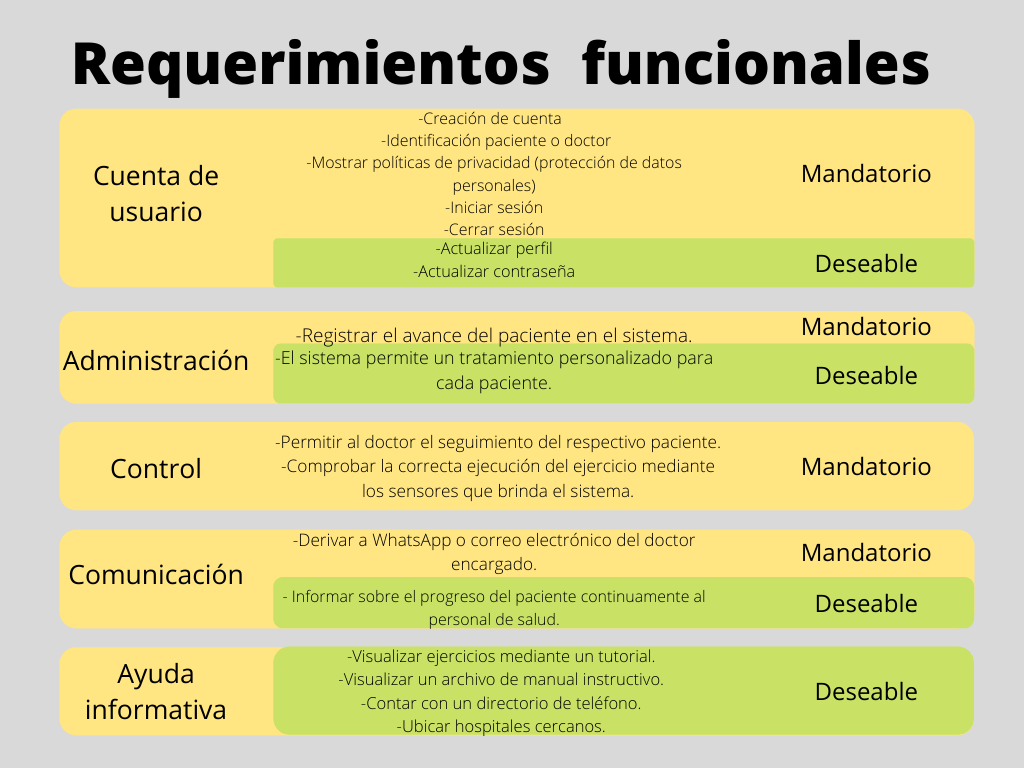 Requerimientos funcionales
Cuenta de
usuario
-Creación de cuenta
-Identificación paciente o doctor
-Mostrar políticas de privacidad (protección de datos
personales)
-Iniciar sesión
-Cerrar sesión
Mandatorio
-Actualizar perfil
-Actualizar contraseña
Deseable
Administración
-Registrar el avance del paciente en el sistema.
Mandatorio
-El sistema permite un tratamiento personalizado para
cada paciente.
Deseable
Control
-Permitir al doctor el seguimiento del respectivo paciente.
-Comprobar la correcta ejecución del ejercicio mediante
los sensores que brinda el sistema.
Mandatorio
Comunicación
-Derivar a WhatsApp o correo electrónico del doctor
encargado.
Mandatorio
- Informar sobre el progreso del paciente continuamente al
personal de salud.
Deseable
Ayuda
informativa
-Visualizar ejercicios mediante un tutorial.
-Visualizar un archivo de manual instructivo.
-Contar con un directorio de teléfono.
-Ubicar hospitales cercanos.
Deseable